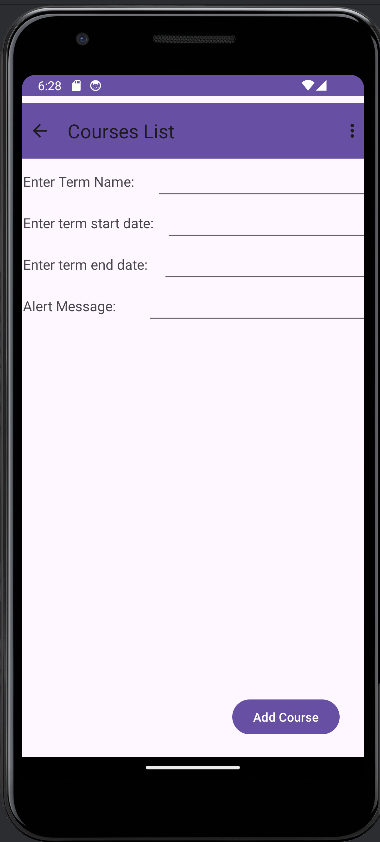 6:28
Courses List
Enter Term Name:
Enter term start date:
Enter term end date:
Alert Message:
Add Course